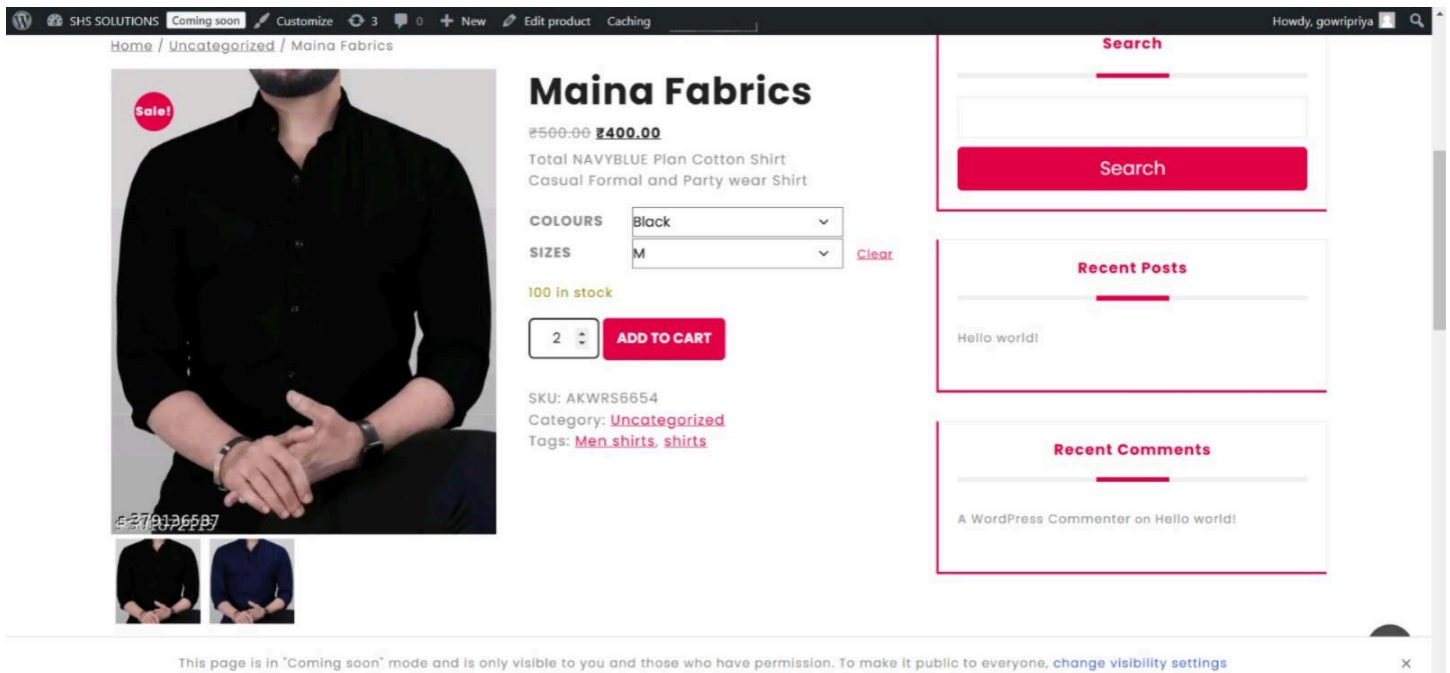 SHS SOLUTIONS Coming soon Customize 3 0 New Edit product Caching Howdy, gowripriya
Home / Uncategorized / Maina Fabrics
Sale!
Maina Fabrics
₹500.00 ₹400.00
Total NAVYBLUE Plan Cotton Shirt
Casual Formal and Party wear Shirt
COLOURS Black
SIZES M Clear
100 in stock
2 ADD TO CART
SKU: AKWRS6654
Category: Uncategorized
Tags: Men shirts, shirts
Search
Search
Recent Posts
Hello world!
Recent Comments
A WordPress Commenter on Hello world!
This page is in "Coming soon" mode and is only visible to you and those who have permission. To make it public to everyone, change visibility settings